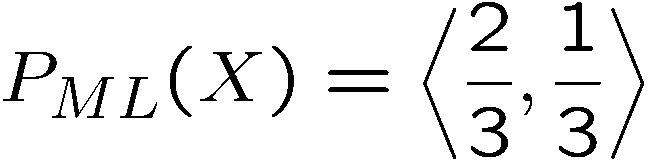 P_{ML}(X) = ⟨2/3, 1/3⟩